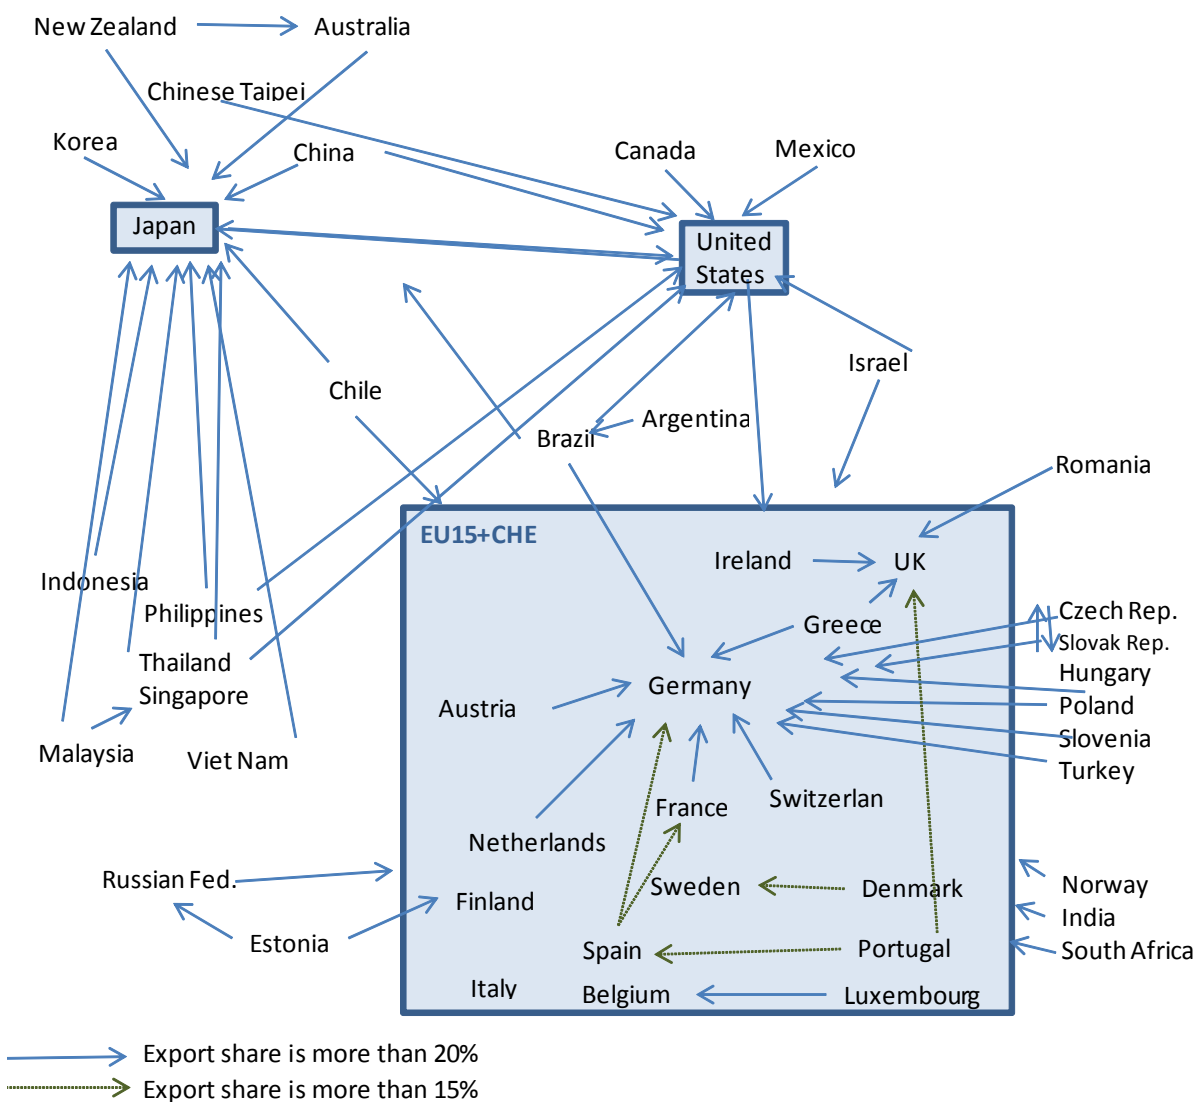 New Zealand
Australia
Chinese Taipei
Korea
China
Canada
Mexico
Japan
United
States
Israel
Chile
Argentina
Brazil
Romania
EU15+CHE
Ireland
UK
Indonesia
Philippines
Greece
Czech Rep.
Slovak Rep.
Thailand
Hungary
Singapore
Germany
Austria
Poland
Slovenia
Malaysia
Viet Nam
Turkey
Switzerlan
France
Netherlands
Russian Fed.
Sweden
Denmark
Norway
Finland
India
Estonia
Spain
Portugal
South Africa
Italy
Belgium
Luxembourg
Export share is more than 20%
Export share is more than 15%